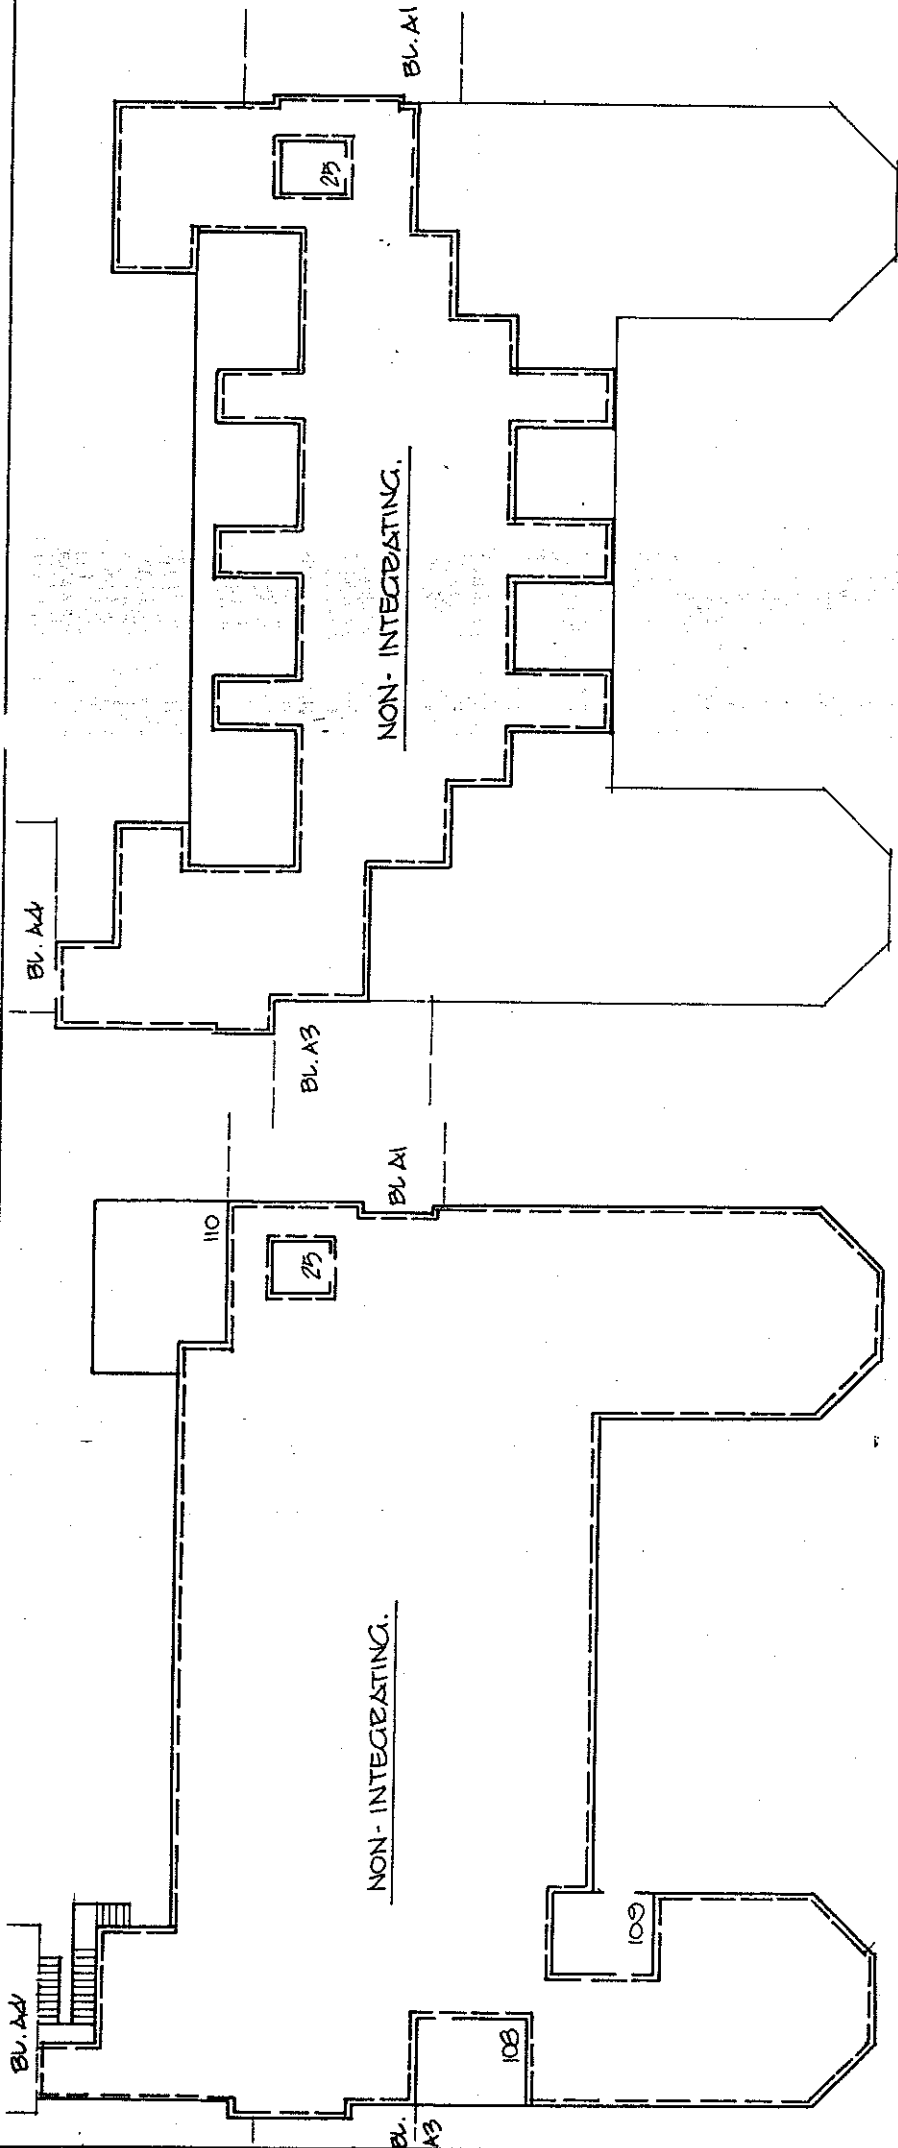 BL. A1
25
NON-INTEGRATING.
BL. A4
BL. A3
BL A1
110
25
NON-INTEGRATING.
109
108
BL. A4
BL. A3